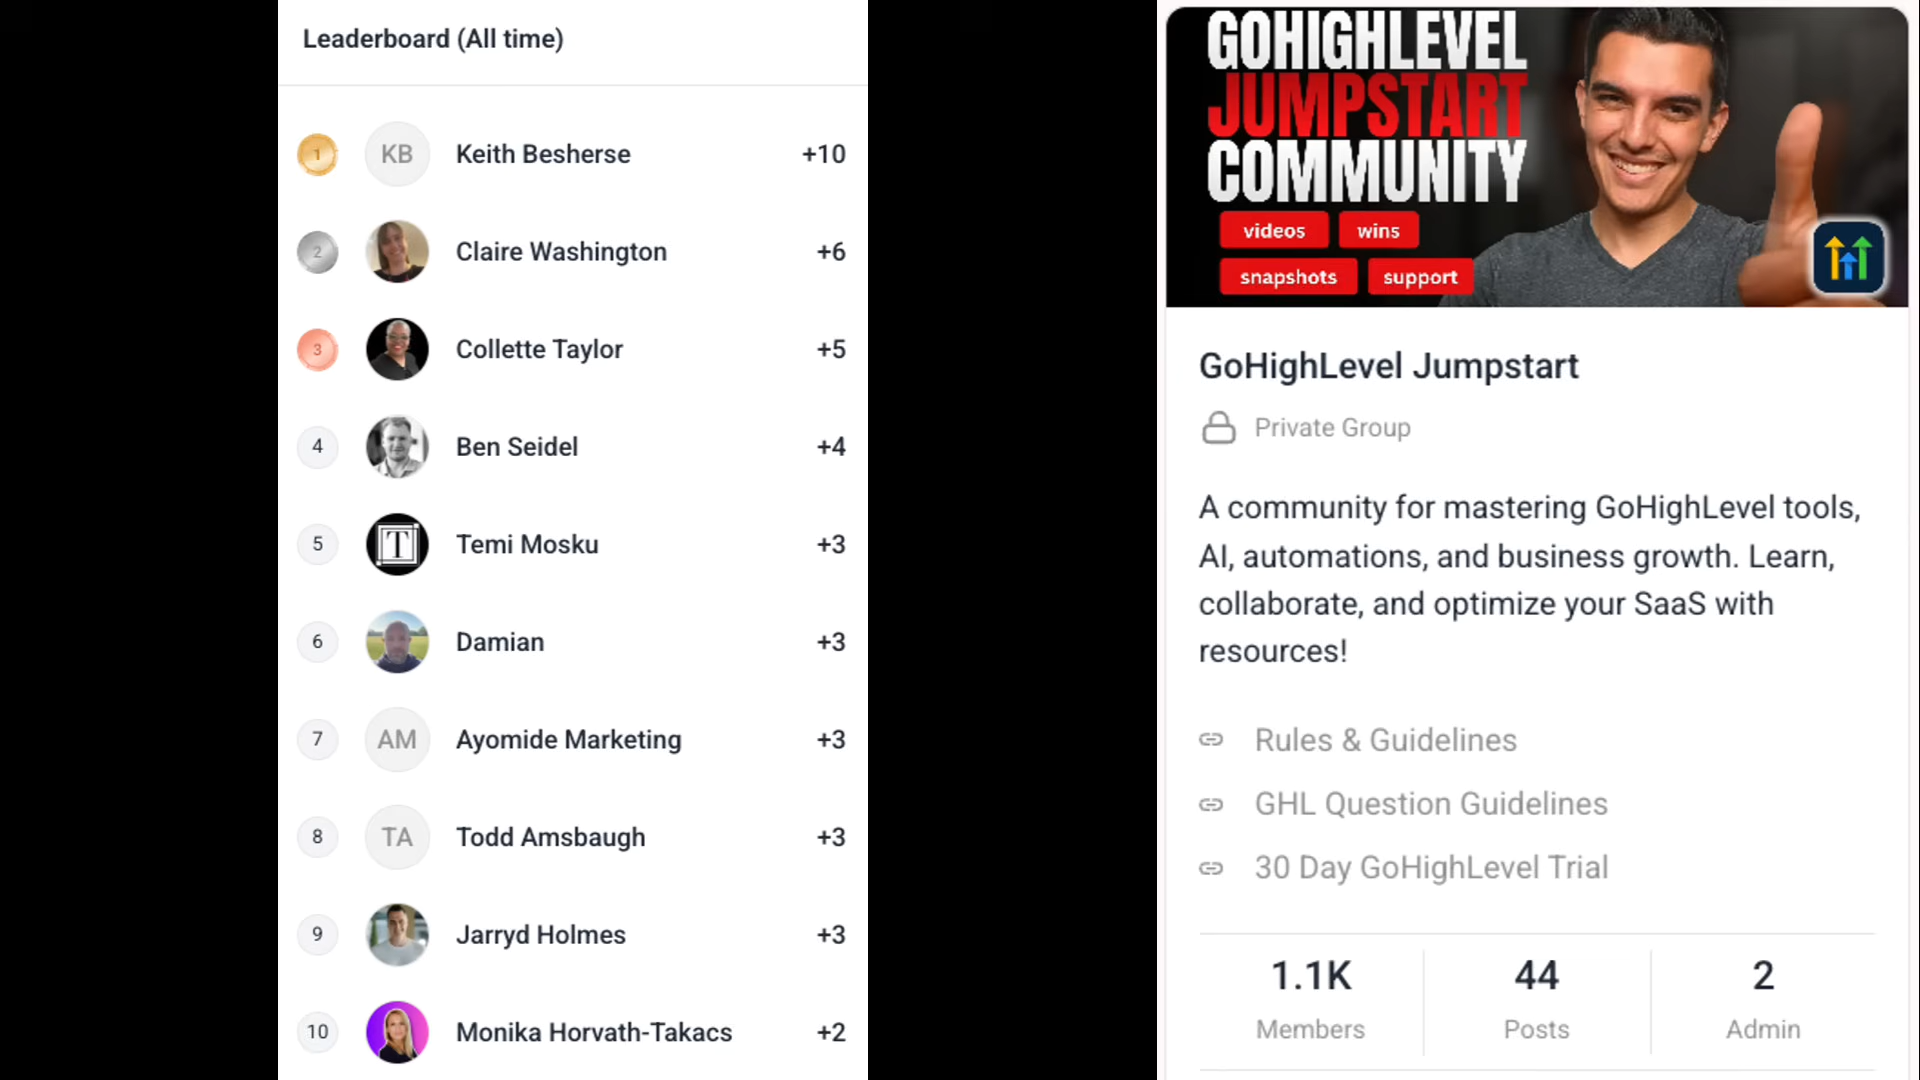 Leaderboard (All time)
1 KB Keith Besherse +10
2 Claire Washington +6
3 Collette Taylor +5
4 Ben Seidel +4
5 T Temi Mosku +3
6 Damian +3
7 AM Ayomide Marketing +3
8 TA Todd Amsbaugh +3
9 Jarryd Holmes +3
10 Monika Horvath-Takacs +2
GOHIGHLEVEL
JUMPSTART
COMMUNITY
videos wins
snapshots support
GoHighLevel Jumpstart
Private Group
A community for mastering GoHighLevel tools,
AI, automations, and business growth. Learn,
collaborate, and optimize your SaaS with
resources!
Rules & Guidelines
GHL Question Guidelines
30 Day GoHighLevel Trial
1.1K 44 2
Members Posts Admin